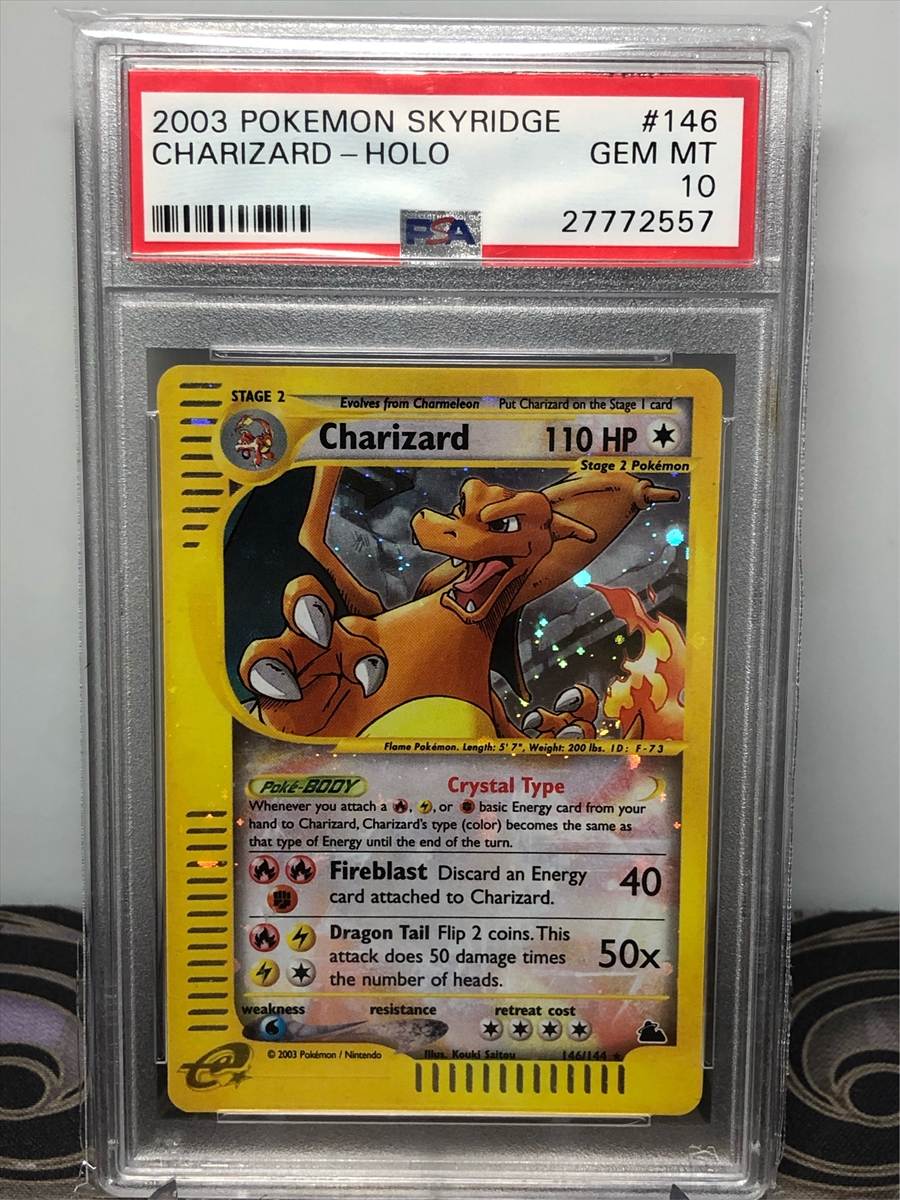 2003 POKEMON SKYRIDGE #146
CHARIZARD – HOLO GEM MT
10
27772557
PSA
STAGE 2 Evolves from Charmeleon Put Charizard on the Stage 1 card
Charizard 110 HP
Stage 2 Pokémon
Flame Pokémon. Length: 5' 7", Weight: 200 lbs. ID: F-73
Poké-BODY Crystal Type
Whenever you attach a , , or basic Energy card from your
hand to Charizard, Charizard's type (color) becomes the same as
that type of Energy until the end of the turn.
Fireblast Discard an Energy 40
card attached to Charizard.
Dragon Tail Flip 2 coins. This
attack does 50 damage times 50x
the number of heads.
weakness resistance retreat cost
© 2003 Pokémon / Nintendo Illus. Kouki Saitou 146/144 ★
e